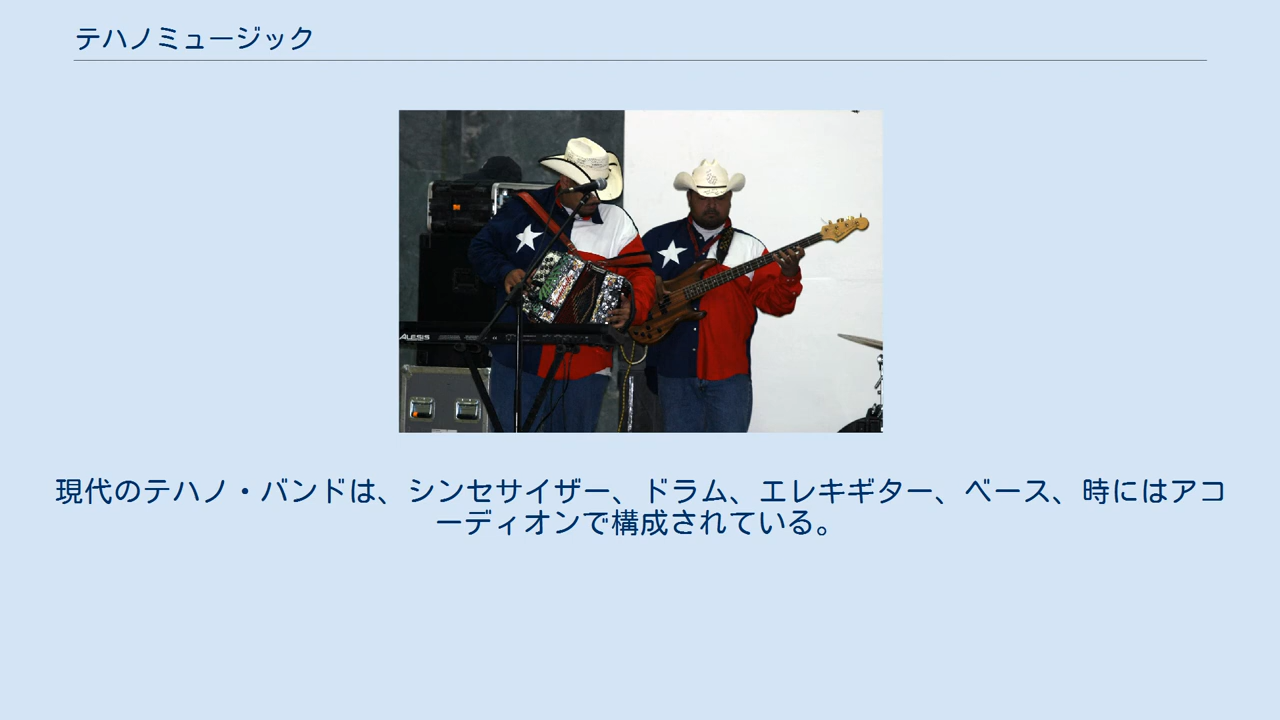 テハノミュージック
ALESIS
現代のテハノ・バンドは、シンセサイザー、ドラム、エレキギター、ベース、時にはアコ
ーディオンで構成されている。